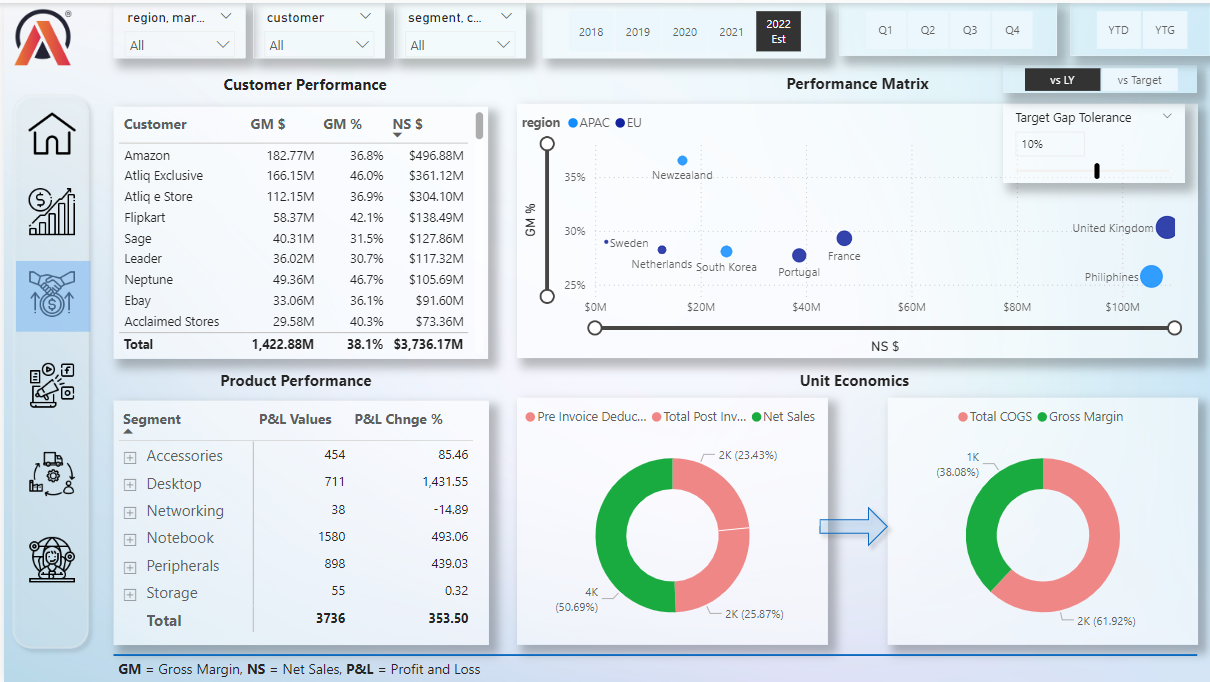 region, mar...
All
customer
All
segment, c...
All
2018 2019 2020 2021 2022 Est
Q1 Q2 Q3 Q4
YTD YTG
Customer Performance
Customer GM $ GM % NS $
Amazon 182.77M 36.8% $496.88M
Atliq Exclusive 166.15M 46.0% $361.12M
Atliq e Store 112.15M 36.9% $304.10M
Flipkart 58.37M 42.1% $138.49M
Sage 40.31M 31.5% $127.86M
Leader 36.02M 30.7% $117.32M
Neptune 49.36M 46.7% $105.69M
Ebay 33.06M 36.1% $91.60M
Acclaimed Stores 29.58M 40.3% $73.36M
Total 1,422.88M 38.1% $3,736.17M
Performance Matrix
vs LY vs Target
Target Gap Tolerance
10%
region APAC EU
GM %
35%
30%
25%
Newzealand
Sweden
Netherlands
South Korea
Portugal
France
United Kingdom
Philiphines
$0M $20M $40M $60M $80M $100M
NS $
Product Performance
Segment P&L Values P&L Chnge %
Accessories 454 85.46
Desktop 711 1,431.55
Networking 38 -14.89
Notebook 1580 493.06
Peripherals 898 439.03
Storage 55 0.32
Total 3736 353.50
Unit Economics
Pre Invoice Deduc... Total Post Inv... Net Sales
2K (23.43%)
4K
(50.69%)
2K (25.87%)
Total COGS Gross Margin
1K
(38.08%)
2K (61.92%)
GM = Gross Margin, NS = Net Sales, P&L = Profit and Loss